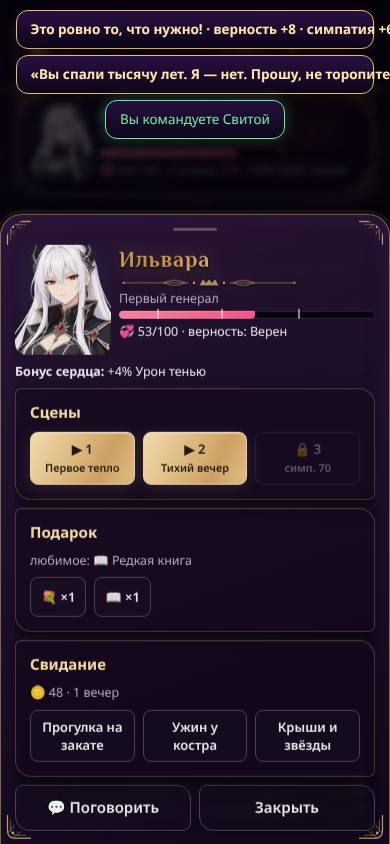 Это ровно то, что нужно! · верность +8 · симпатия +6
«Вы спали тысячу лет. Я — нет. Прошу, не торопите
Вы командуете Свитой
Ильвара
Первый генерал
💞 53/100 · верность: Верен
Бонус сердца: +4% Урон тенью
Сцены
▶ 1
Первое тепло
▶ 2
Тихий вечер
🔒 3
симп. 70
Подарок
любимое: 📖 Редкая книга
💐 ×1
📖 ×1
Свидание
🪙 48 · 1 вечер
Прогулка на закате
Ужин у костра
Крыши и звёзды
💬 Поговорить
Закрыть